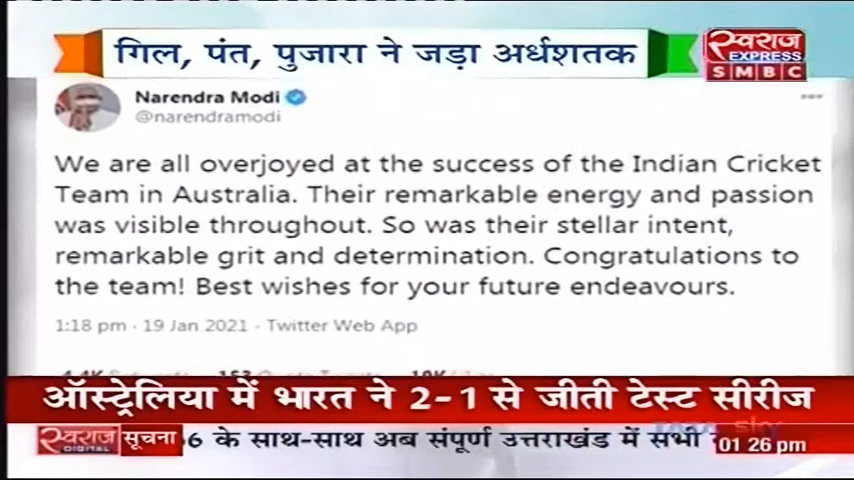 गिल, पंत, पुजारा ने जड़ा अर्धशतक
स्वराज
EXPRESS
SMBC
Narendra Modi
@narendramodi
We are all overjoyed at the success of the Indian Cricket
Team in Australia. Their remarkable energy and passion
was visible throughout. So was their stellar intent,
remarkable grit and determination. Congratulations to
the team! Best wishes for your future endeavours.
1:18 pm · 19 Jan 2021 · Twitter Web App
ऑस्ट्रेलिया में भारत ने 2-1 से जीती टेस्ट सीरीज
स्वराज
DIGITAL
सूचना
के साथ-साथ अब संपूर्ण उत्तराखंड में सभी
sky
01:26 pm